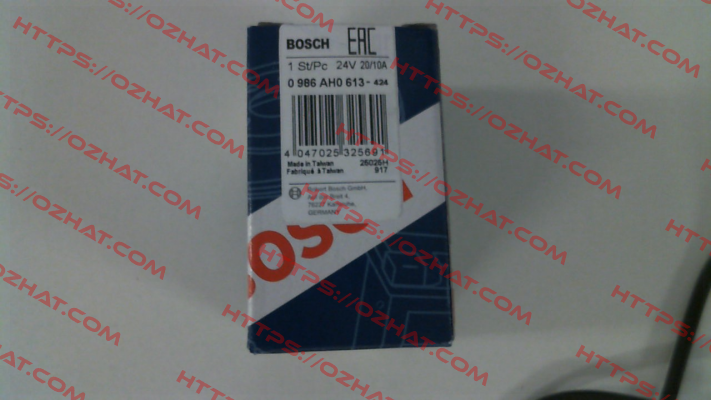 BOSCH EAC
1 St/Pc 24V 20/10A
0 986 AH0 613- 434
4 047025 325691
Made in Taiwan 25025H
Fabriqué à Taiwan 917
Robert Bosch GmbH,
76227 Karlsruhe,
GERMANY
BOSCH
HTTPS://OZHAT.COM